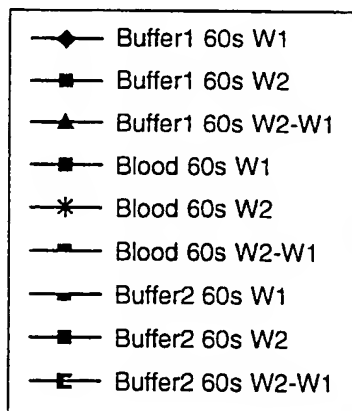 Buffer1 60s W1
Buffer1 60s W2
Buffer1 60s W2-W1
Blood 60s W1
Blood 60s W2
Blood 60s W2-W1
Buffer2 60s W1
Buffer2 60s W2
Buffer2 60s W2-W1